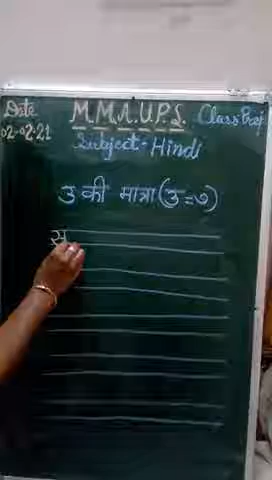 Date M.M.A.U.P.S. Class Prep
02-02-21 Subject-Hindi
उ की मात्रा (उ=ु)
स